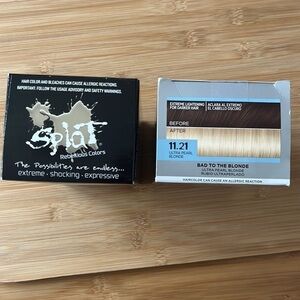 HAIR COLOR AND BLEACHES CAN CAUSE ALLERGIC REACTIONS.
IMPORTANT: FOLLOW THE USAGE ADVISORY AND SAFETY WARNINGS.
Splat
Rebellious Colors
The Possibilities are endless...
extreme · shocking · expressive
EXTREME LIGHTENING
FOR DARKER HAIR
ACLARA AL EXTREMO
EL CABELLO OSCURO
BEFORE
AFTER
11.21
ULTRA PEARL
BLONDE
BAD TO THE BLONDE
ULTRA PEARL BLONDE
RUBIO ULTRAPERLADO
HAIRCOLOR CAN CAUSE AN ALLERGIC REACTION